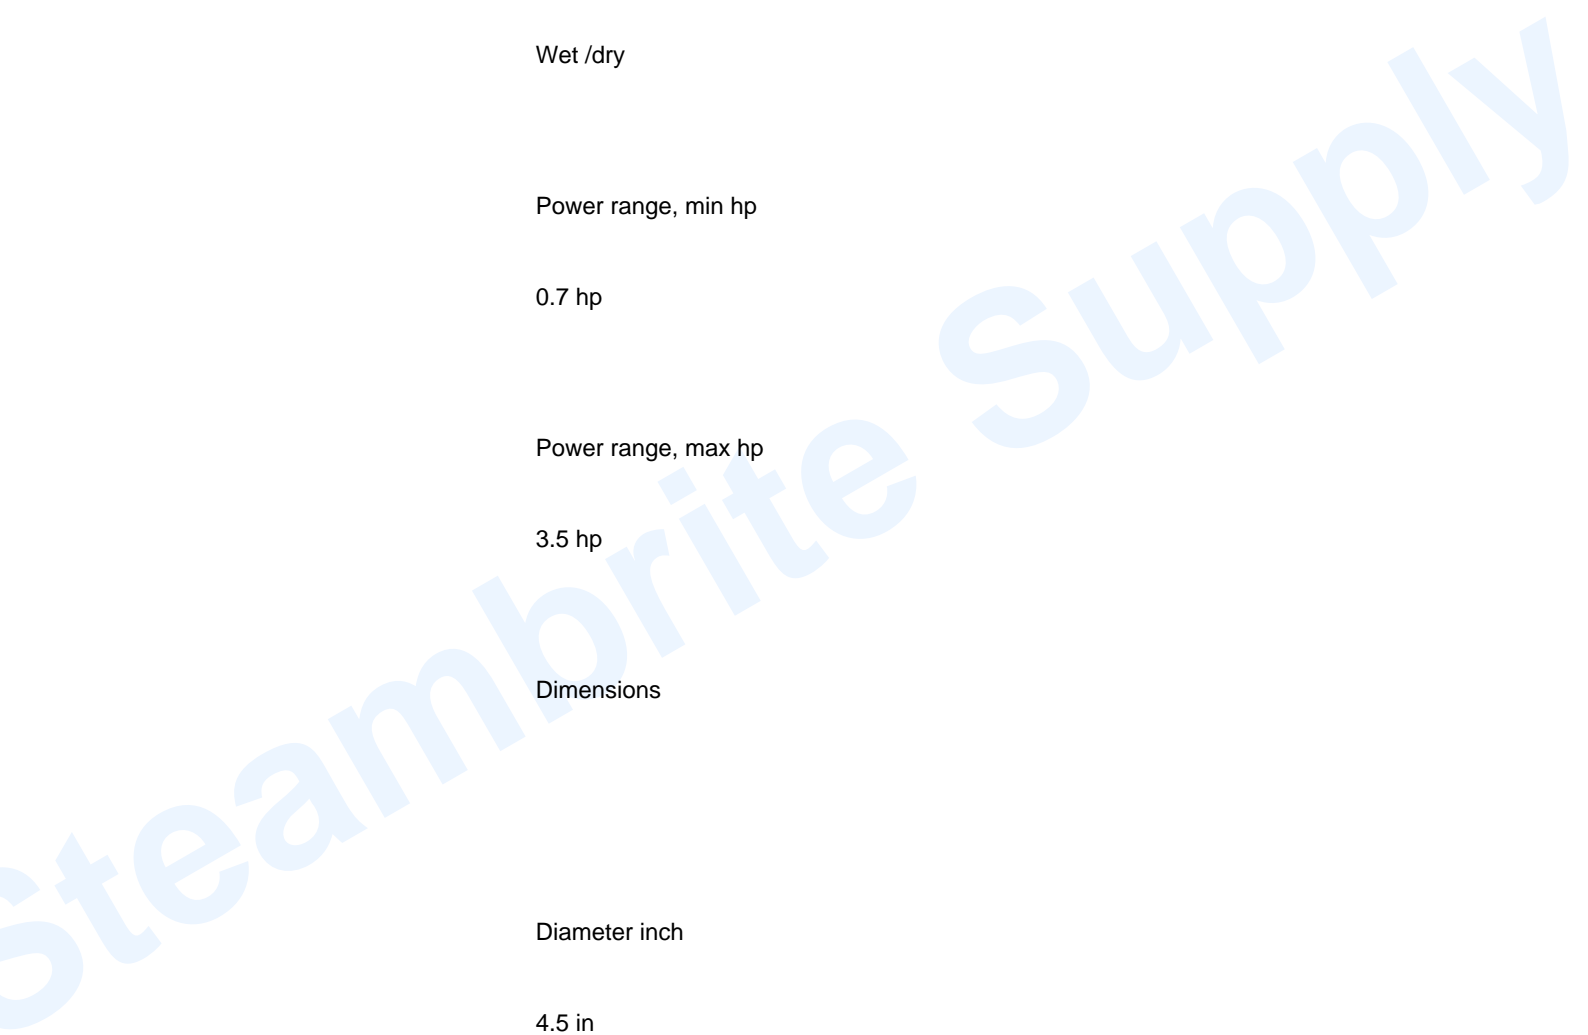 Wet /dry
Power range, min hp
0.7 hp
Power range, max hp
3.5 hp
Dimensions
Diameter inch
4.5 in
Steambrite Supply